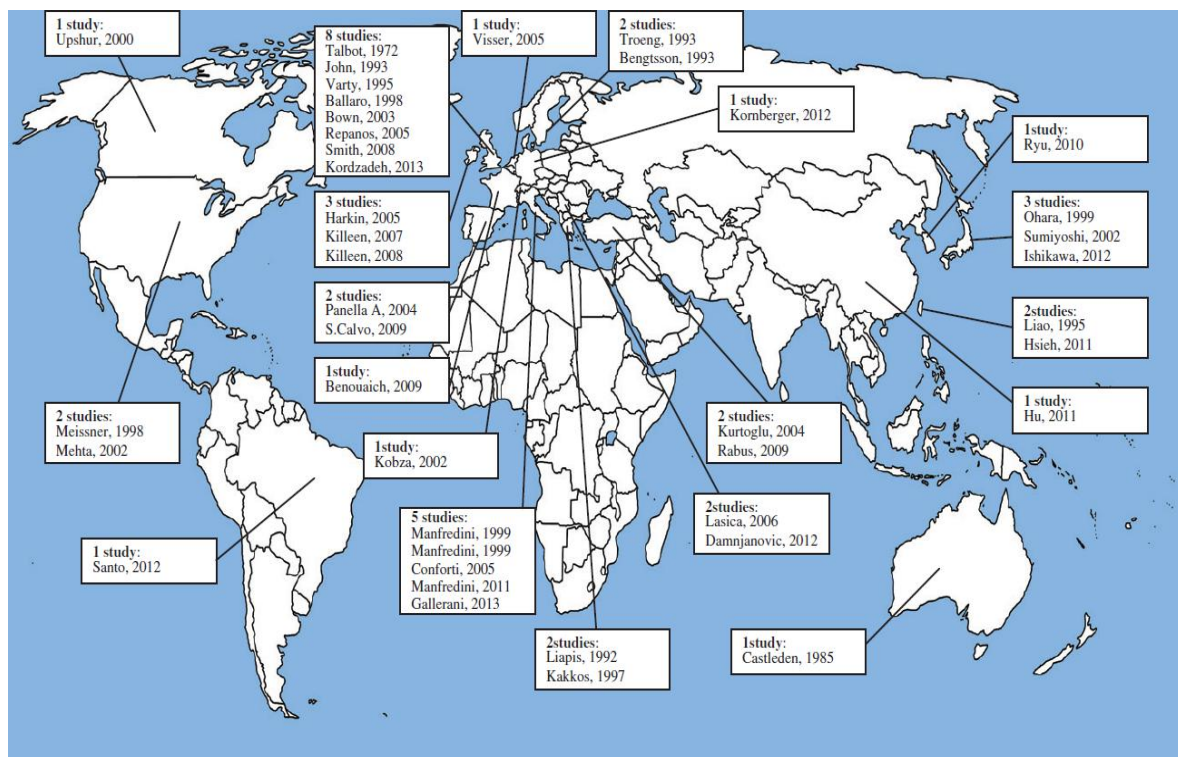 1 study:
Upshur, 2000
8 studies:
Talbot, 1972
John, 1993
Varty, 1995
Ballaro, 1998
Bown, 2003
Repanos, 2005
Smith, 2008
Kordzadeh, 2013
1 study:
Visser, 2005
2 studies:
Troeng, 1993
Bengtsson, 1993
1 study:
Kornberger, 2012
1study:
Ryu, 2010
3 studies:
Harkin, 2005
Killeen, 2007
Killeen, 2008
3 studies:
Ohara, 1999
Sumiyoshi, 2002
Ishikawa, 2012
2 studies:
Panella A, 2004
S.Calvo, 2009
2studies:
Liao, 1995
Hsieh, 2011
1study:
Benouaich, 2009
1 study:
Hu, 2011
2 studies:
Meissner, 1998
Mehta, 2002
1study:
Kobza, 2002
2 studies:
Kurtoglu, 2004
Rabus, 2009
5 studies:
Manfredini, 1999
Manfredini, 1999
Conforti, 2005
Manfredini, 2011
Gallerani, 2013
2studies:
Lasica, 2006
Damnjanovic, 2012
1 study:
Santo, 2012
2studies:
Liapis, 1992
Kakkos, 1997
1study:
Castleden, 1985